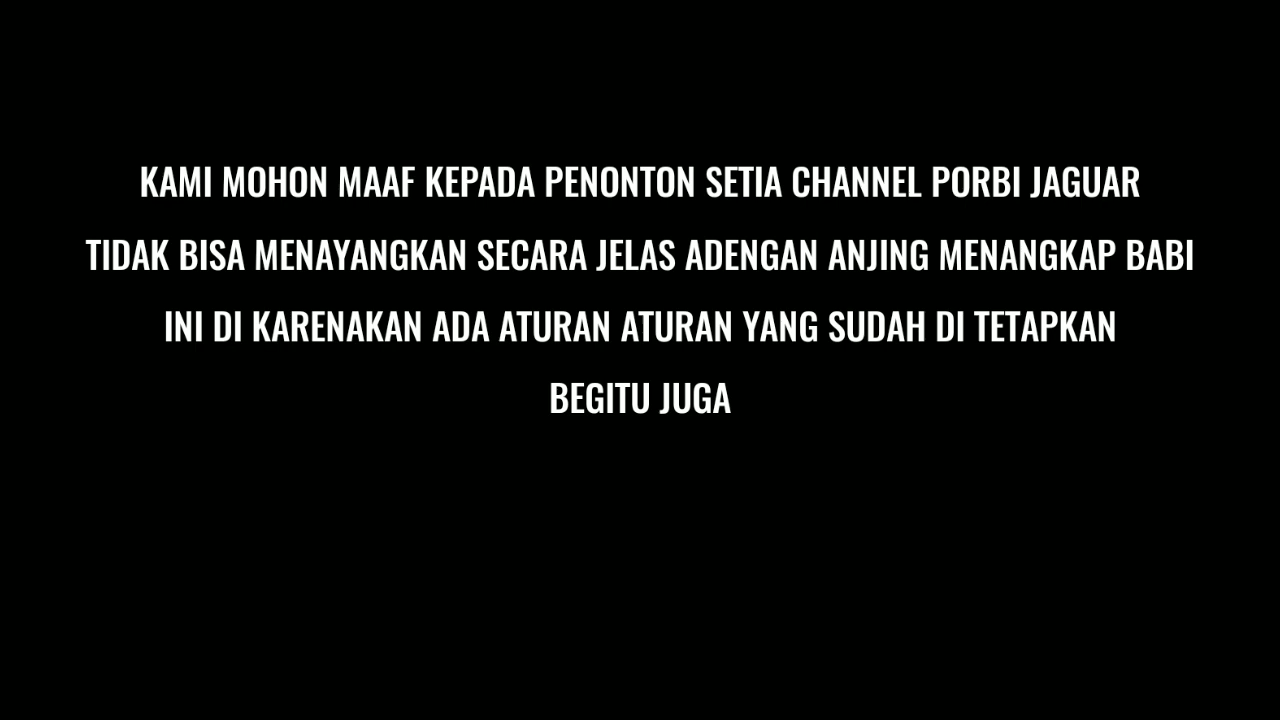 KAMI MOHON MAAF KEPADA PENONTON SETIA CHANNEL PORBI JAGUAR
TIDAK BISA MENAYANGKAN SECARA JELAS ADENGAN ANJING MENANGKAP BABI
INI DI KARENAKAN ADA ATURAN ATURAN YANG SUDAH DI TETAPKAN
BEGITU JUGA